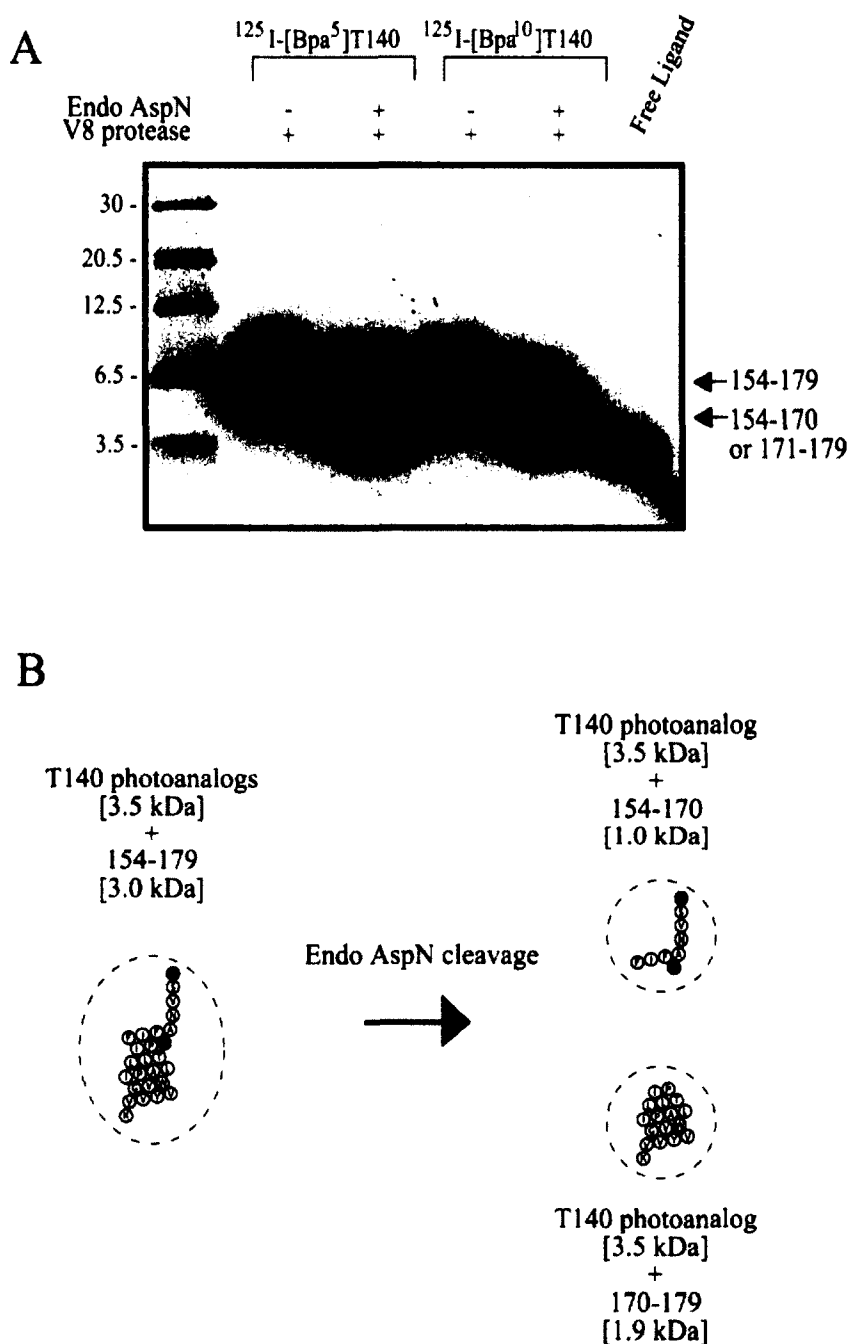 A
125I-[Bpa5]T140
125I-[Bpa10]T140
Free Ligand
Endo AspN - + - +
V8 protease + + + +
30 -
20.5 -
12.5 -
6.5 -
3.5 -
154-179
154-170
or 171-179
B
T140 photoanalogs
[3.5 kDa]
+
154-179
[3.0 kDa]
Endo AspN cleavage
T140 photoanalog
[3.5 kDa]
+
154-170
[1.0 kDa]
T140 photoanalog
[3.5 kDa]
+
170-179
[1.9 kDa]